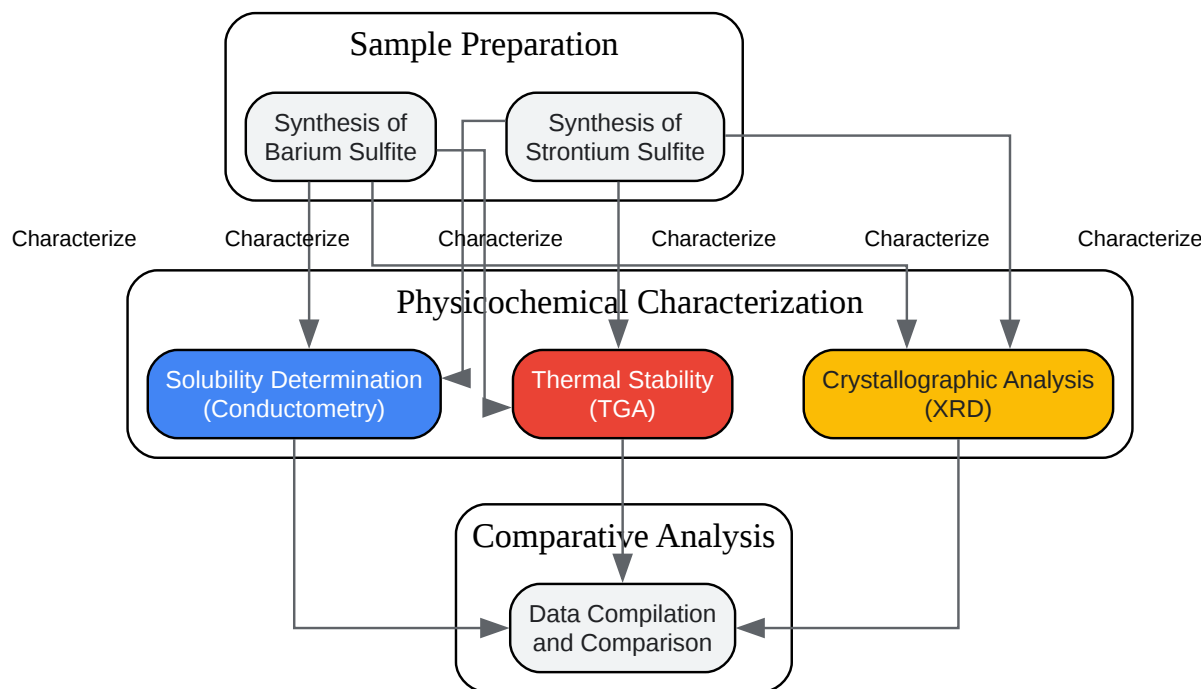 Sample Preparation
Synthesis of
Barium Sulfite
Synthesis of
Strontium Sulfite
Characterize
Characterize
Characterize
Characterize
Characterize
Characterize
Physicochemical Characterization
Solubility Determination
(Conductometry)
Thermal Stability
(TGA)
Crystallographic Analysis
(XRD)
Comparative Analysis
Data Compilation
and Comparison